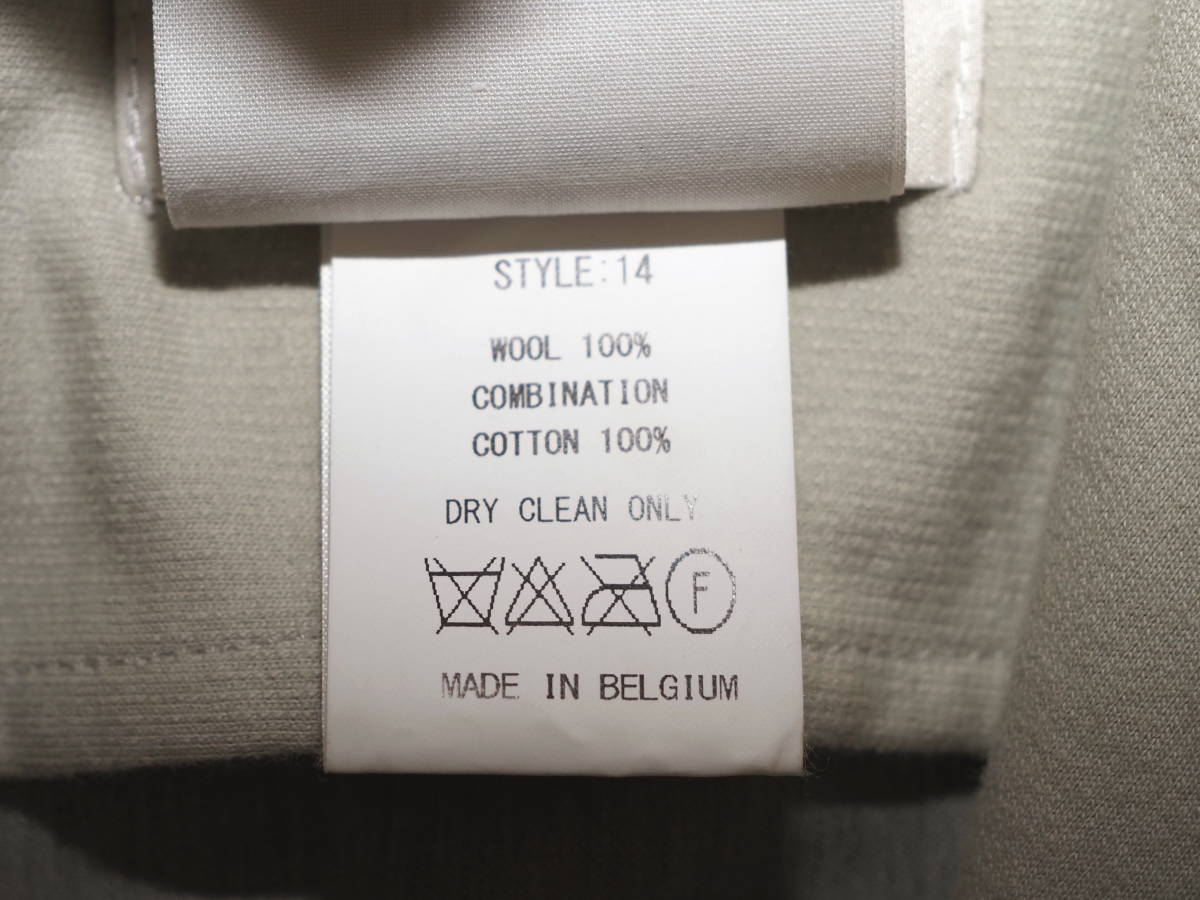 STYLE:14
WOOL 100%
COMBINATION
COTTON 100%
DRY CLEAN ONLY
F
MADE IN BELGIUM